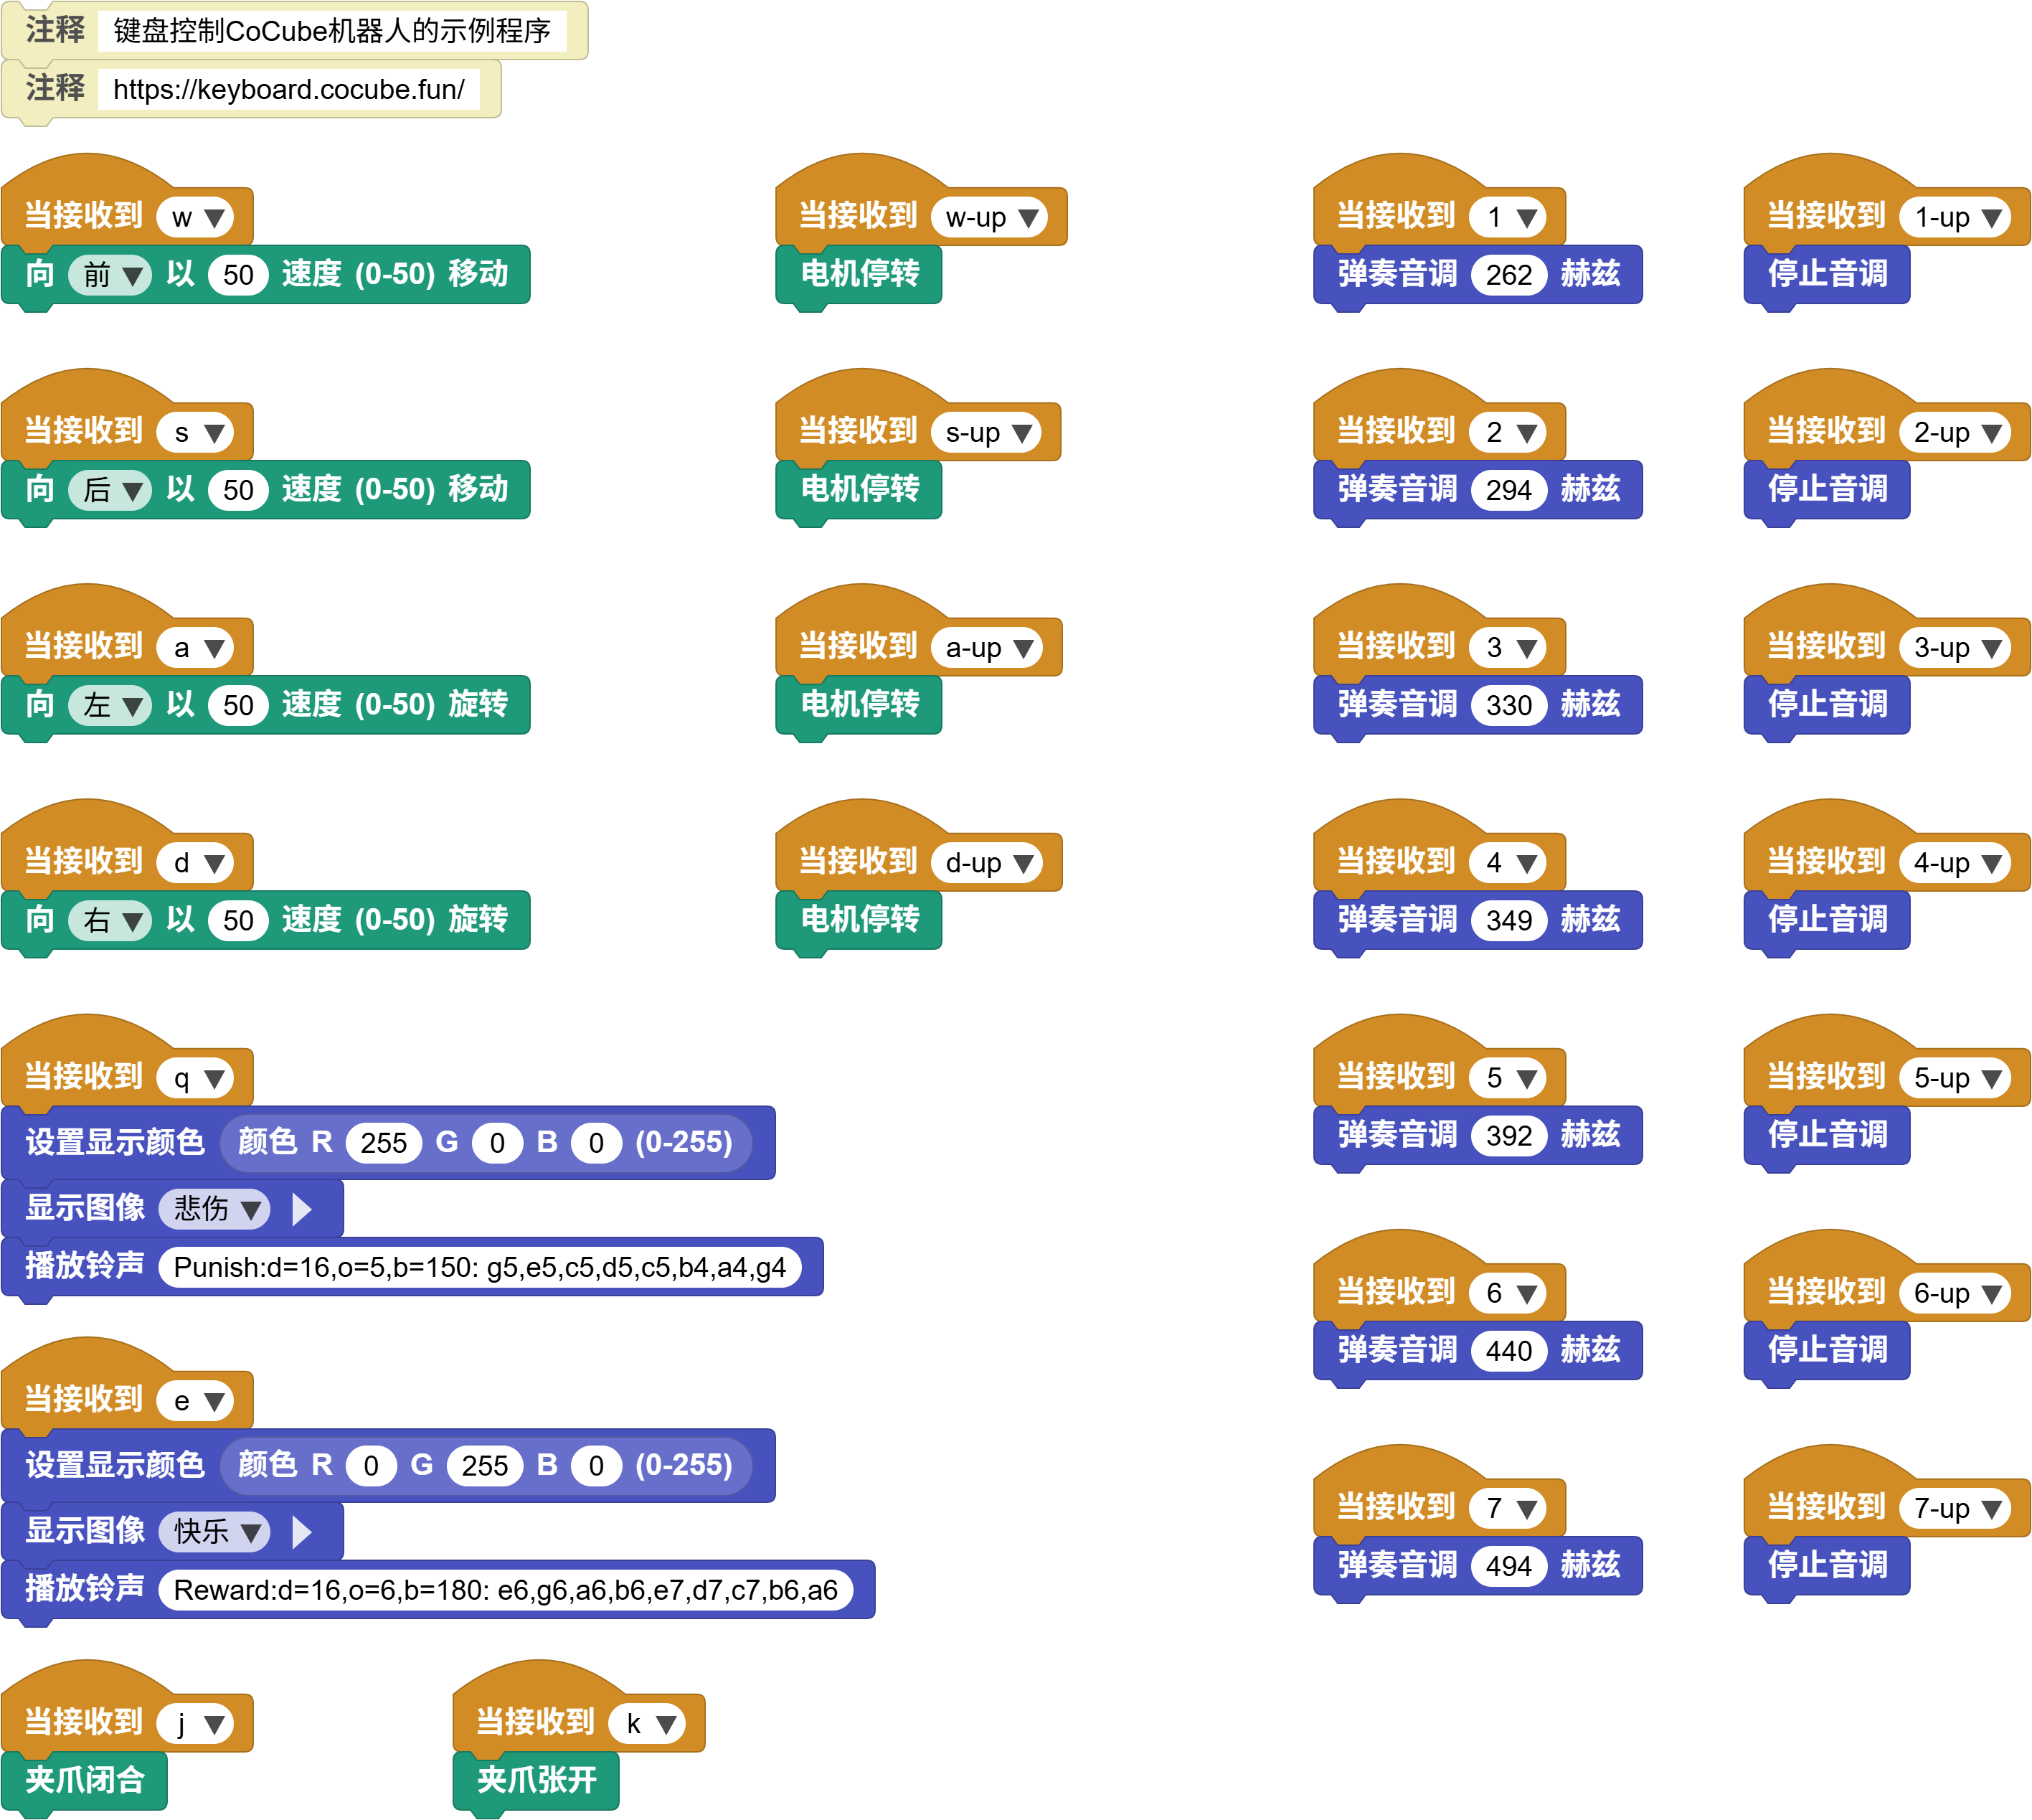 注释 键盘控制CoCube机器人的示例程序
注释 https://keyboard.cocube.fun/
当接收到 w
向 前 以 50 速度 (0-50) 移动
当接收到 w-up
电机停转
当接收到 1
弹奏音调 262 赫兹
当接收到 1-up
停止音调
当接收到 s
向 后 以 50 速度 (0-50) 移动
当接收到 s-up
电机停转
当接收到 2
弹奏音调 294 赫兹
当接收到 2-up
停止音调
当接收到 a
向 左 以 50 速度 (0-50) 旋转
当接收到 a-up
电机停转
当接收到 3
弹奏音调 330 赫兹
当接收到 3-up
停止音调
当接收到 d
向 右 以 50 速度 (0-50) 旋转
当接收到 d-up
电机停转
当接收到 4
弹奏音调 349 赫兹
当接收到 4-up
停止音调
当接收到 q
设置显示颜色 颜色 R 255 G 0 B 0 (0-255)
显示图像 悲伤
播放铃声 Punish:d=16,o=5,b=150: g5,e5,c5,d5,c5,b4,a4,g4
当接收到 5
弹奏音调 392 赫兹
当接收到 5-up
停止音调
当接收到 6
弹奏音调 440 赫兹
当接收到 6-up
停止音调
当接收到 e
设置显示颜色 颜色 R 0 G 255 B 0 (0-255)
显示图像 快乐
播放铃声 Reward:d=16,o=6,b=180: e6,g6,a6,b6,e7,d7,c7,b6,a6
当接收到 7
弹奏音调 494 赫兹
当接收到 7-up
停止音调
当接收到 j
夹爪闭合
当接收到 k
夹爪张开